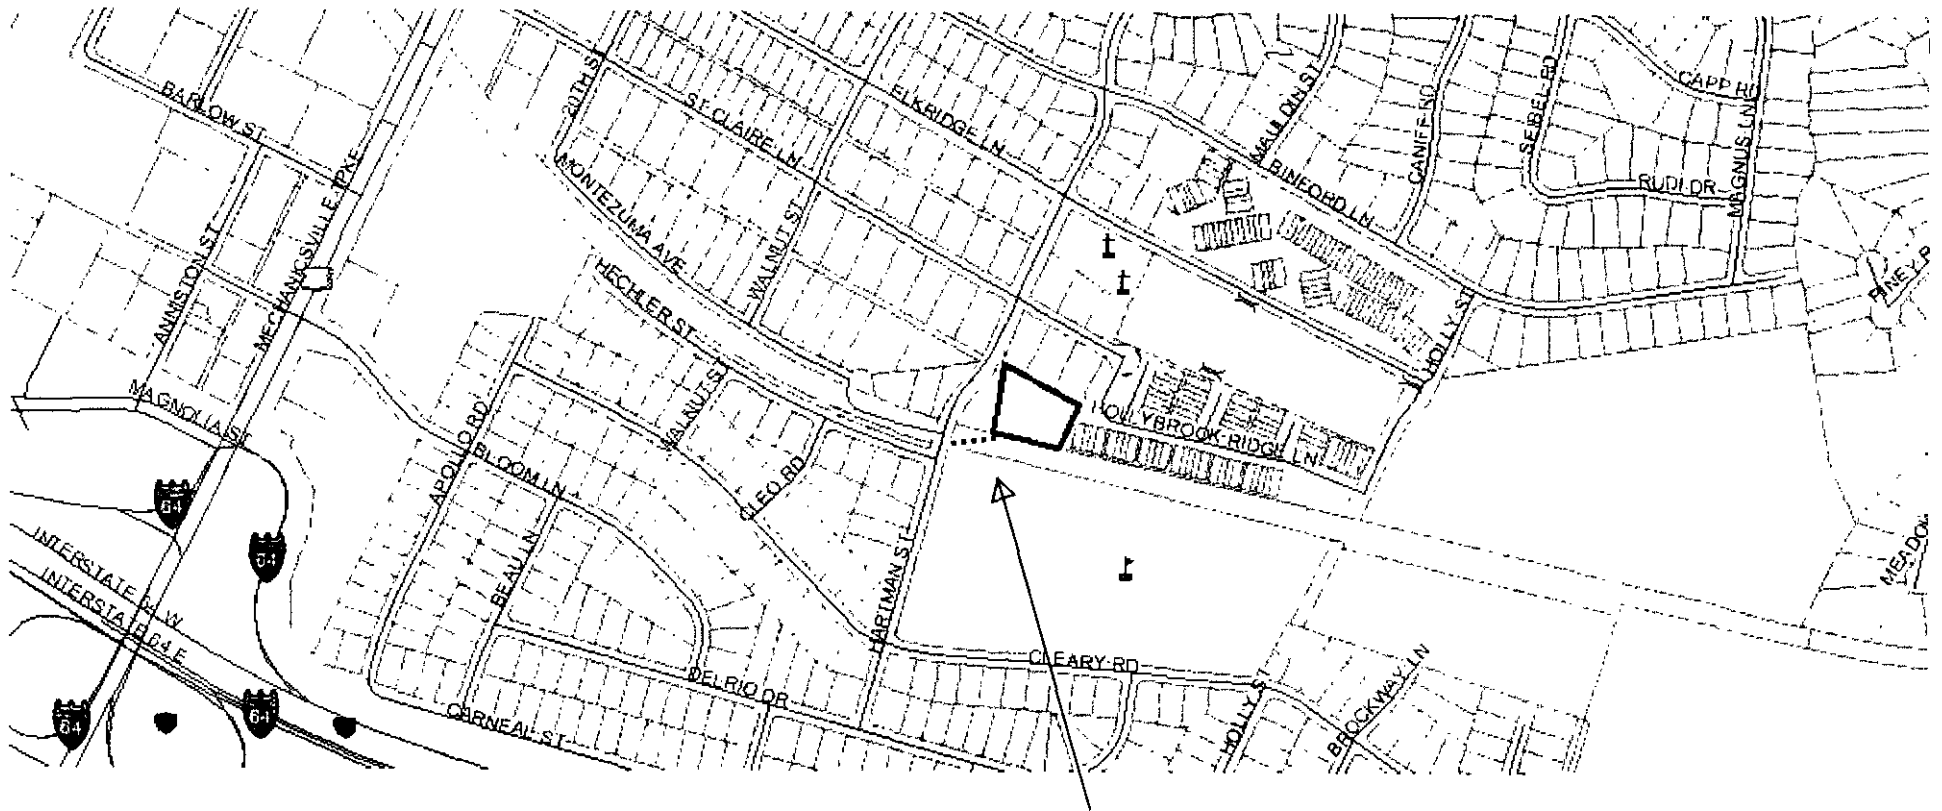 20TH ST
BARLOW ST
ST CLAIRE LN
ELKRIDGE LN
MAULDIN ST
CANIFF RD
SEIBEL RD
CAPP RD
MAGNUS LN
MECHANICSVILLE TPKE
MONTEZUMA AVE
WALNUT ST
BINFORD LN
RUDI DR
ANNISTON ST
HECHLER ST
HOLLY ST
PINEY R
MAGNOLIA ST
APOLLO RD
WALNUT ST
HOLLYBROOK RIDGE LN
BLOOM LN
CLEO RD
64
64
INTERSTATE 64 W
INTERSTATE 64 E
BEAU LN
HARTMAN ST
MEADOW
CLEARY RD
DELRIO DR
BROCKWAY LN
HOLLY S
64
64
CARNEAL ST